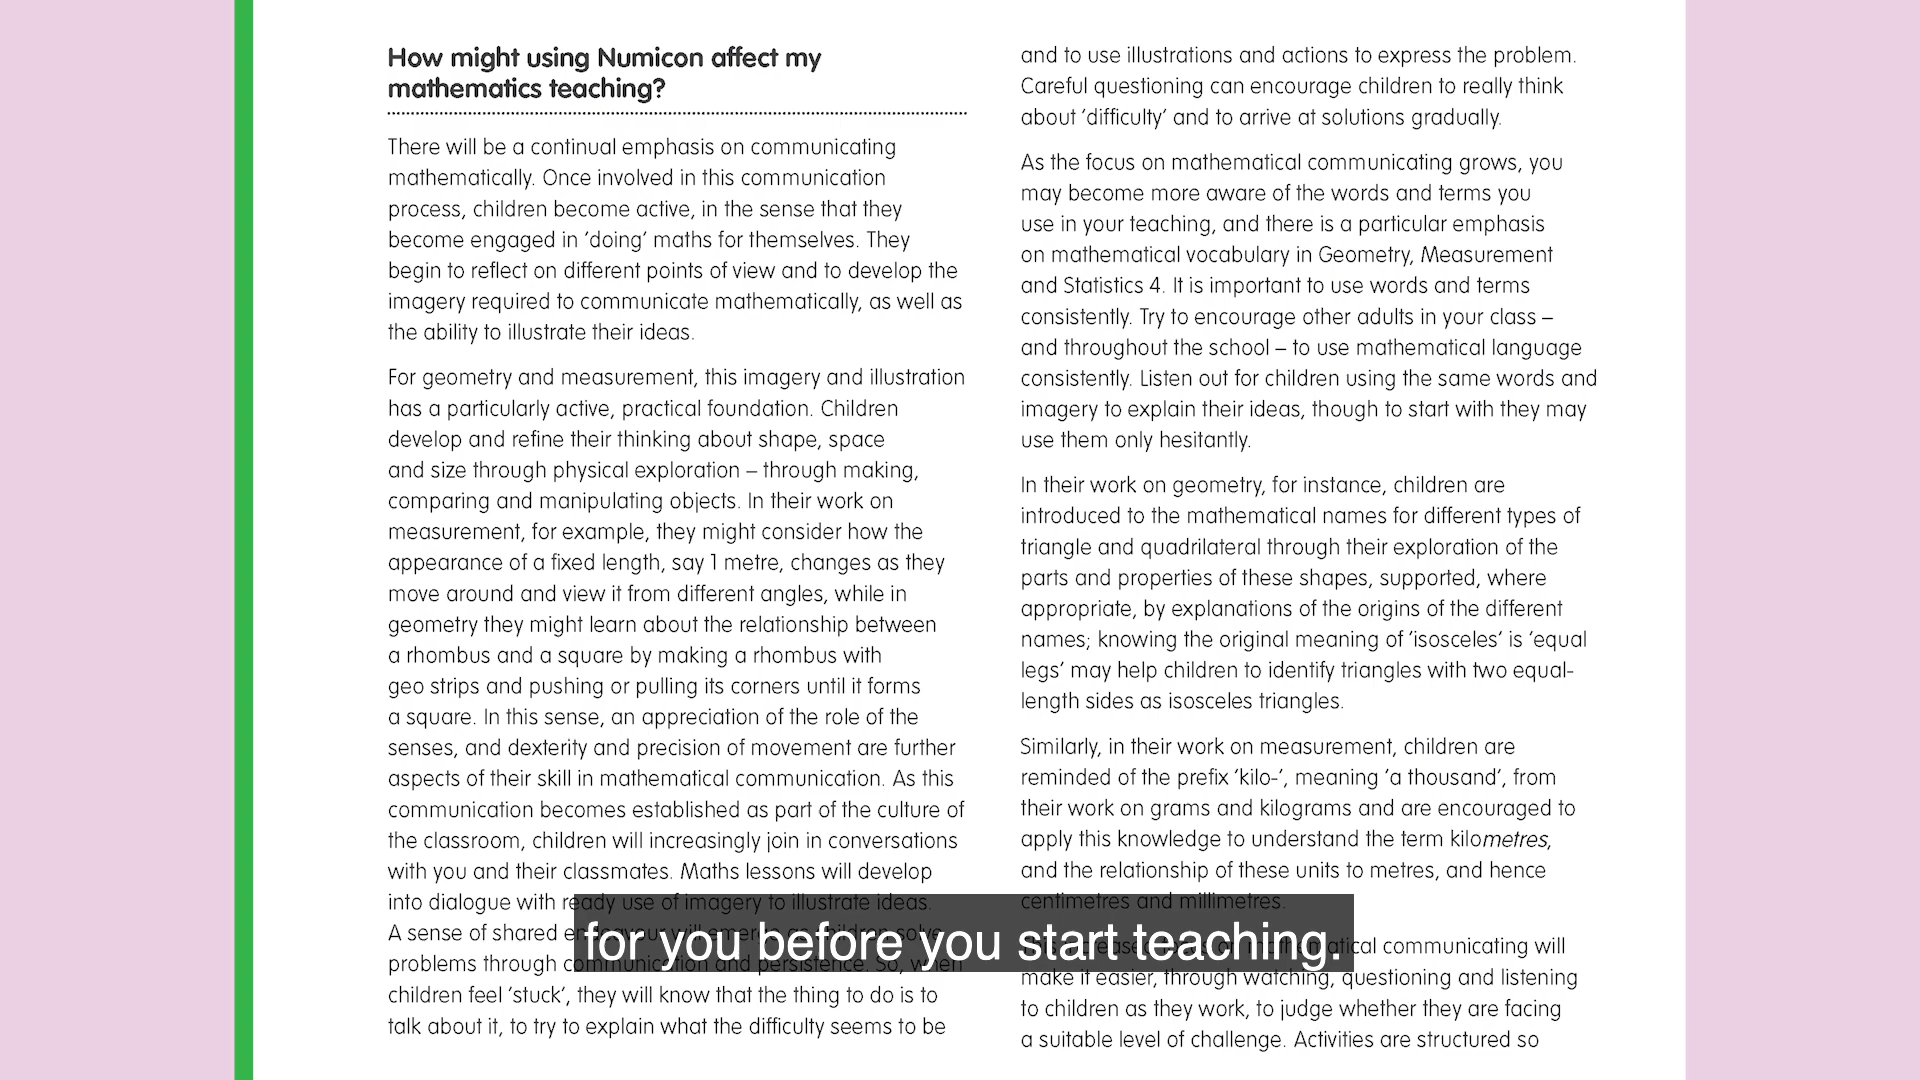 How might using Numicon affect my
mathematics teaching?
There will be a continual emphasis on communicating
mathematically. Once involved in this communication
process, children become active, in the sense that they
become engaged in ‘doing’ maths for themselves. They
begin to reflect on different points of view and to develop the
imagery required to communicate mathematically, as well as
the ability to illustrate their ideas.
For geometry and measurement, this imagery and illustration
has a particularly active, practical foundation. Children
develop and refine their thinking about shape, space
and size through physical exploration – through making,
comparing and manipulating objects. In their work on
measurement, for example, they might consider how the
appearance of a fixed length, say 1 metre, changes as they
move around and view it from different angles, while in
geometry they might learn about the relationship between
a rhombus and a square by making a rhombus with
geo strips and pushing or pulling its corners until it forms
a square. In this sense, an appreciation of the role of the
senses, and dexterity and precision of movement are further
aspects of their skill in mathematical communication. As this
communication becomes established as part of the culture of
the classroom, children will increasingly join in conversations
with you and their classmates. Maths lessons will develop
into dialogue with ready use of imagery to illustrate ideas.
A sense of shared endeavour will emerge as children solve
problems through communication and persistence. So, when
children feel ‘stuck’, they will know that the thing to do is to
talk about it, to try to explain what the difficulty seems to be
and to use illustrations and actions to express the problem.
Careful questioning can encourage children to really think
about ‘difficulty’ and to arrive at solutions gradually.
As the focus on mathematical communicating grows, you
may become more aware of the words and terms you
use in your teaching, and there is a particular emphasis
on mathematical vocabulary in Geometry, Measurement
and Statistics 4. It is important to use words and terms
consistently. Try to encourage other adults in your class –
and throughout the school – to use mathematical language
consistently. Listen out for children using the same words and
imagery to explain their ideas, though to start with they may
use them only hesitantly.
In their work on geometry, for instance, children are
introduced to the mathematical names for different types of
triangle and quadrilateral through their exploration of the
parts and properties of these shapes, supported, where
appropriate, by explanations of the origins of the different
names; knowing the original meaning of ‘isosceles’ is ‘equal
legs’ may help children to identify triangles with two equal-
length sides as isosceles triangles.
Similarly, in their work on measurement, children are
reminded of the prefix ‘kilo-’, meaning ‘a thousand’, from
their work on grams and kilograms and are encouraged to
apply this knowledge to understand the term kilometres,
and the relationship of these units to metres, and hence
centimetres and millimetres.
mathematical communicating will
make it easier, through watching, questioning and listening
to children as they work, to judge whether they are facing
a suitable level of challenge. Activities are structured so
for you before you start teaching.